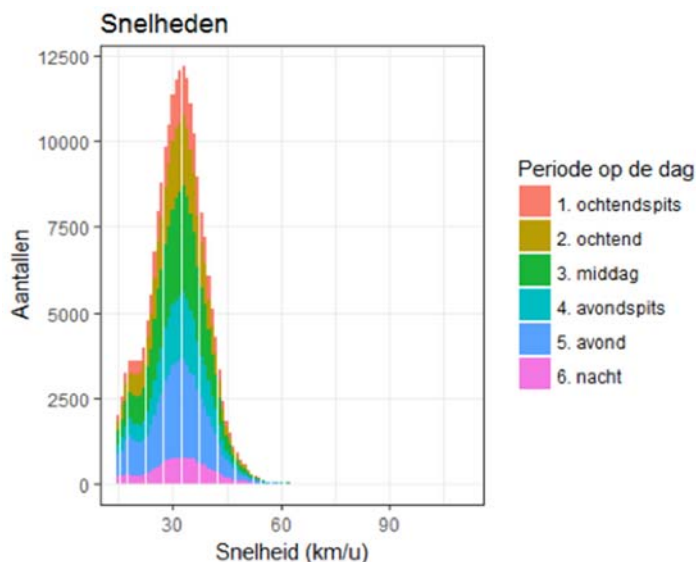 Snelheden
12500
10000
7500
5000
2500
0
Aantallen
30 60 90
Snelheid (km/u)
Periode op de dag
1. ochtendspits
2. ochtend
3. middag
4. avondspits
5. avond
6. nacht